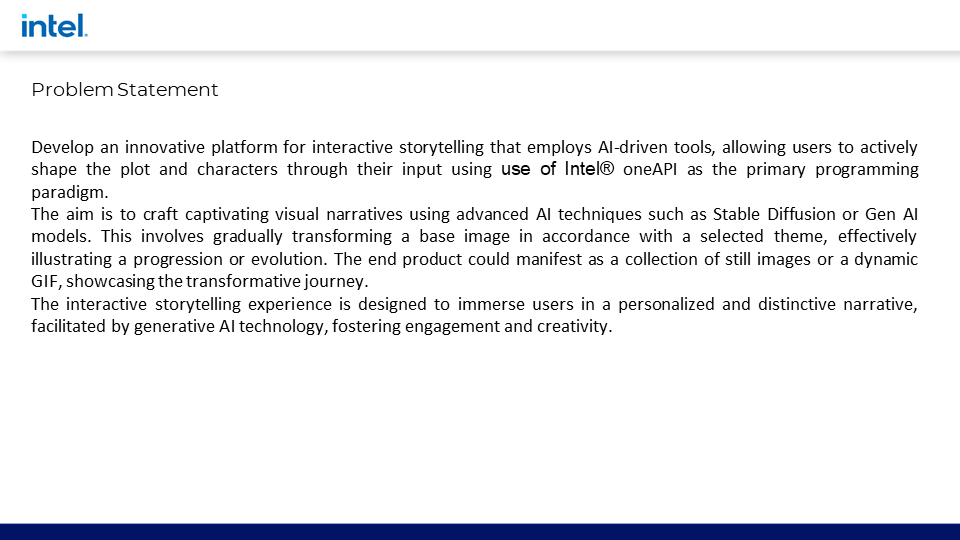 intel.
Problem Statement
Develop an innovative platform for interactive storytelling that employs AI-driven tools, allowing users to actively
shape the plot and characters through their input using use of Intel® oneAPI as the primary programming
paradigm.
The aim is to craft captivating visual narratives using advanced AI techniques such as Stable Diffusion or Gen AI
models. This involves gradually transforming a base image in accordance with a selected theme, effectively
illustrating a progression or evolution. The end product could manifest as a collection of still images or a dynamic
GIF, showcasing the transformative journey.
The interactive storytelling experience is designed to immerse users in a personalized and distinctive narrative,
facilitated by generative AI technology, fostering engagement and creativity.